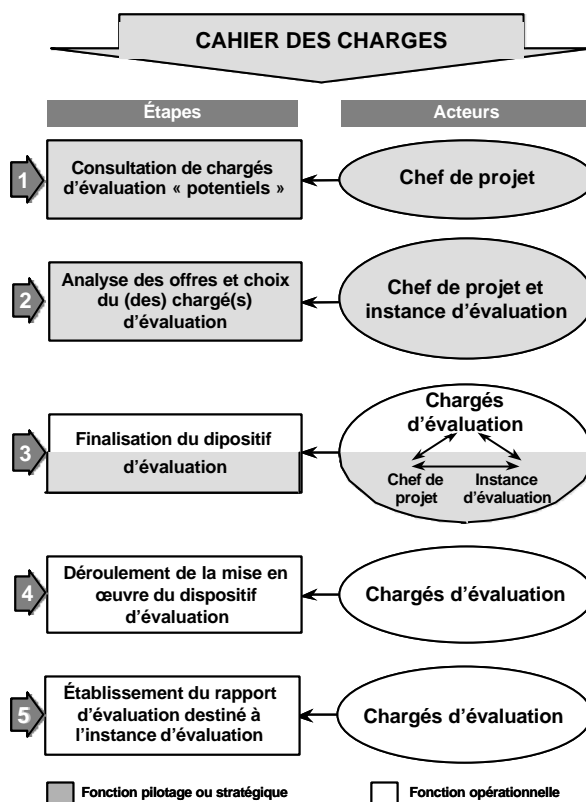 CAHIER DES CHARGES
Étapes
Acteurs
1
Consultation de chargés
d'évaluation « potentiels »
Chef de projet
2
Analyse des offres et choix
du (des) chargé(s)
d'évaluation
Chef de projet et
instance d'évaluation
3
Finalisation du dipositif
d'évaluation
Chargés
d'évaluation
Chef de
projet
Instance
d'évaluation
4
Déroulement de la mise en
œuvre du dispositif
d'évaluation
Chargés d'évaluation
5
Établissement du rapport
d'évaluation destiné à
l'instance d'évaluation
Chargés d'évaluation
Fonction pilotage ou stratégique
Fonction opérationnelle